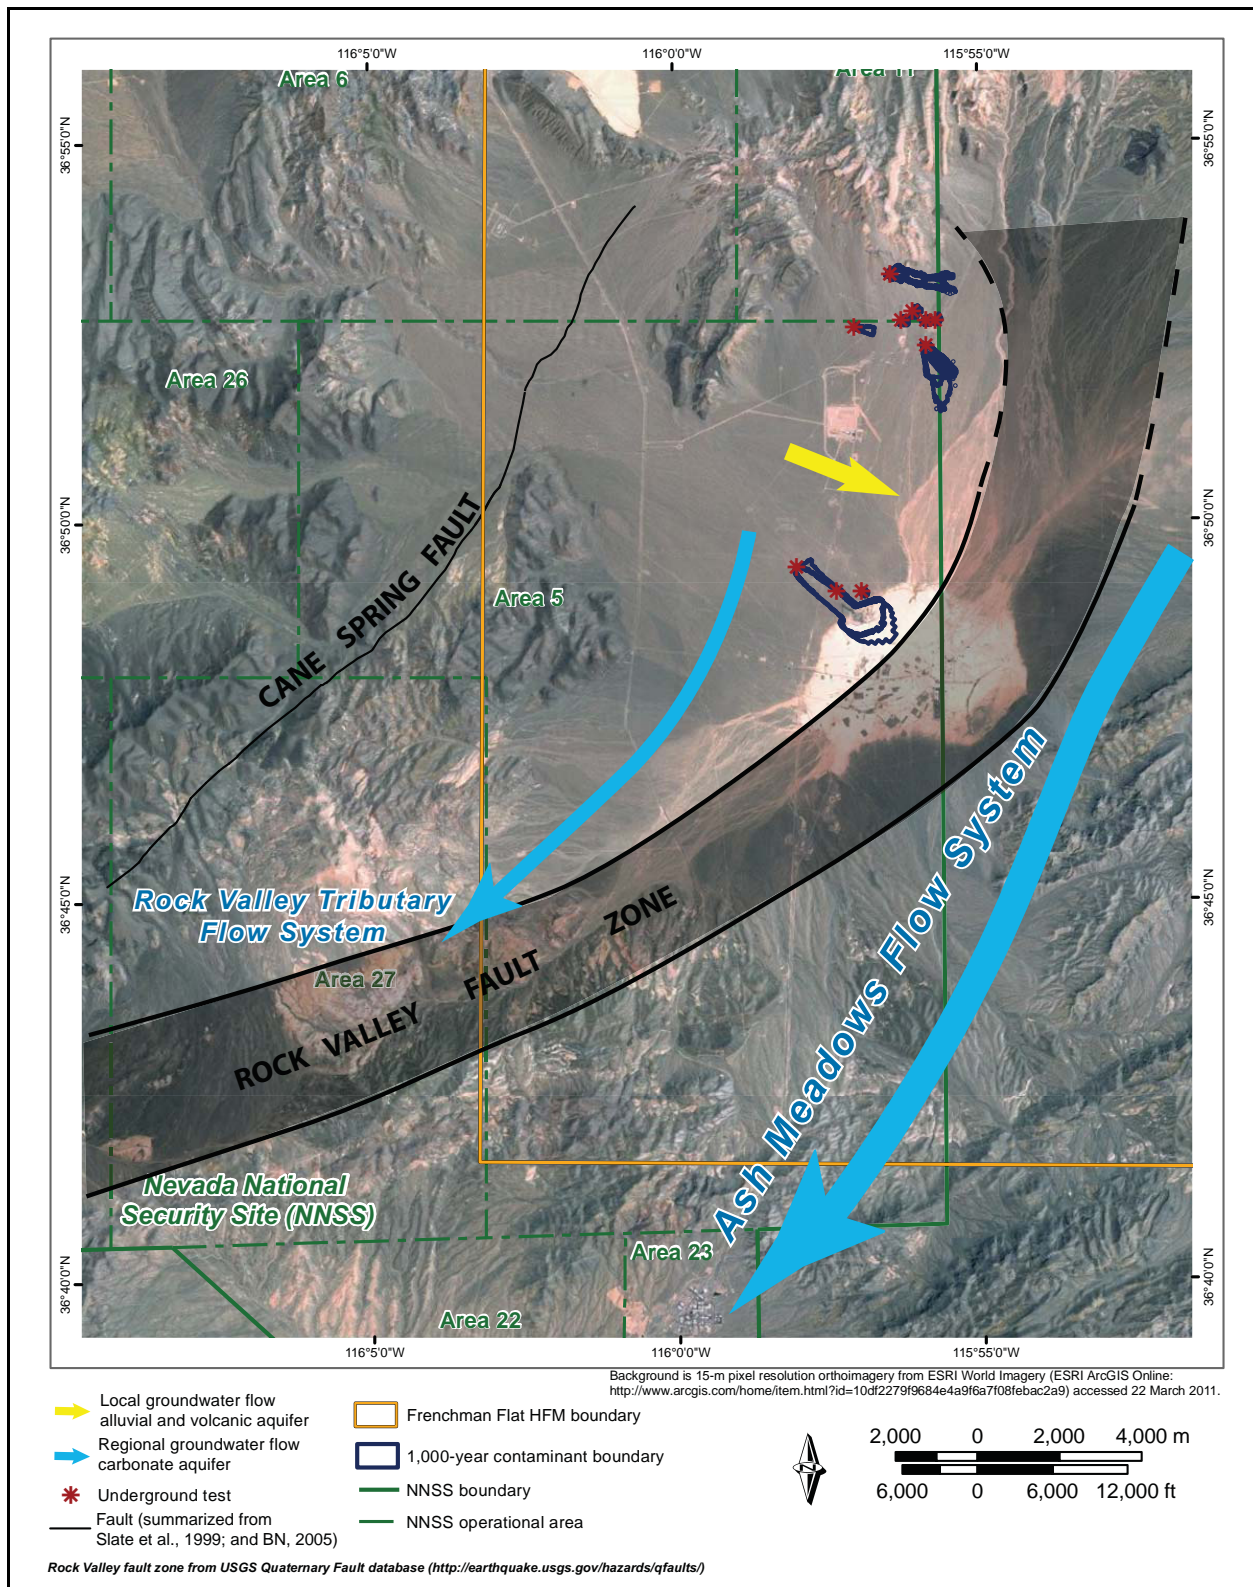 116°5'0"W
116°0'0"W
115°55'0"W
36°55'0"N
36°55'0"N
Area 6
Area 11
Area 26
36°50'0"N
36°50'0"N
CANE SPRING FAULT
Area 5
Rock Valley Tributary
Flow System
36°45'0"N
36°45'0"N
Area 27
ROCK VALLEY FAULT ZONE
Ash Meadows Flow System
Nevada National
Security Site (NNSS)
Area 23
36°40'0"N
36°40'0"N
Area 22
116°5'0"W
116°0'0"W
115°55'0"W
Background is 15-m pixel resolution orthoimagery from ESRI World Imagery (ESRI ArcGIS Online:
http://www.arcgis.com/home/item.html?id=10df2279f9684e4a9f6a7f08febac2a9) accessed 22 March 2011.
Local groundwater flow
alluvial and volcanic aquifer
Regional groundwater flow
carbonate aquifer
Underground test
Fault (summarized from
Slate et al., 1999; and BN, 2005)
Frenchman Flat HFM boundary
1,000-year contaminant boundary
NNSS boundary
NNSS operational area
N
2,000 0 2,000 4,000 m
6,000 0 6,000 12,000 ft
Rock Valley fault zone from USGS Quaternary Fault database (http://earthquake.usgs.gov/hazards/qfaults/)